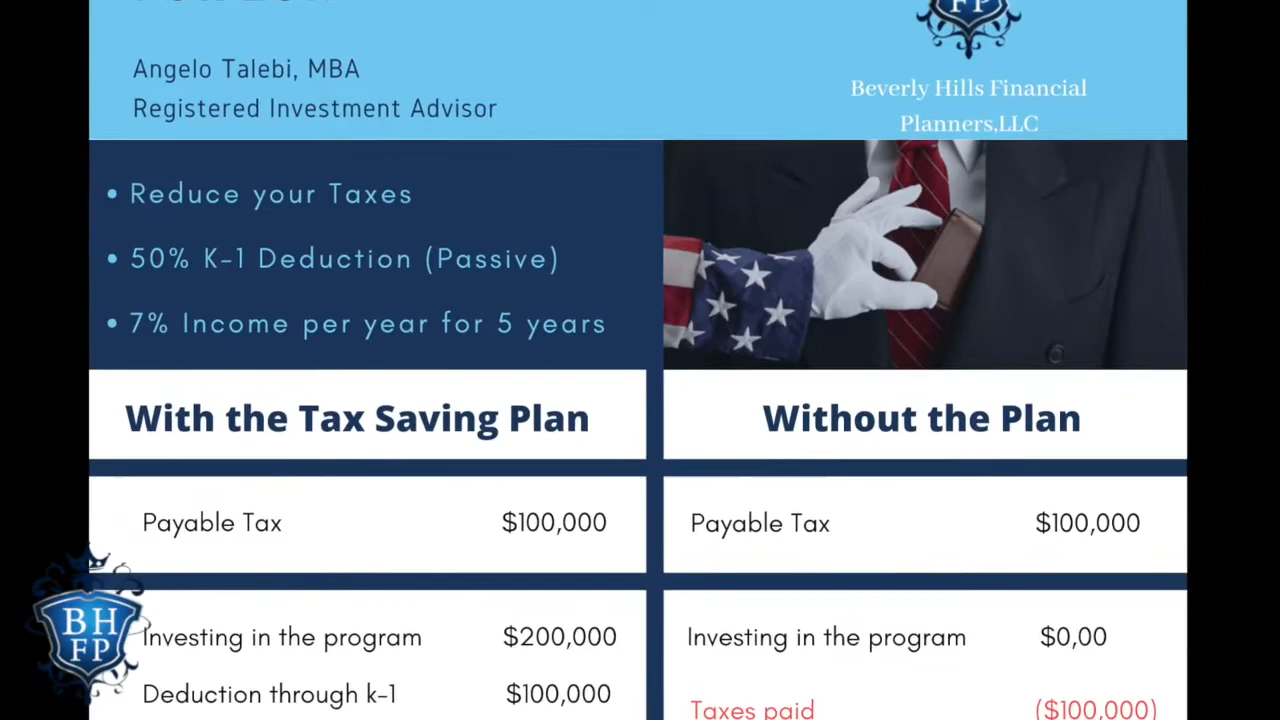 Angelo Talebi, MBA
Registered Investment Advisor
FP
Beverly Hills Financial
Planners,LLC
• Reduce your Taxes
• 50% K-1 Deduction (Passive)
• 7% Income per year for 5 years
With the Tax Saving Plan
Without the Plan
Payable Tax $100,000
Payable Tax $100,000
Investing in the program $200,000
Deduction through k-1 $100,000
Investing in the program $0,00
Taxes paid ($100,000)
BH
FP